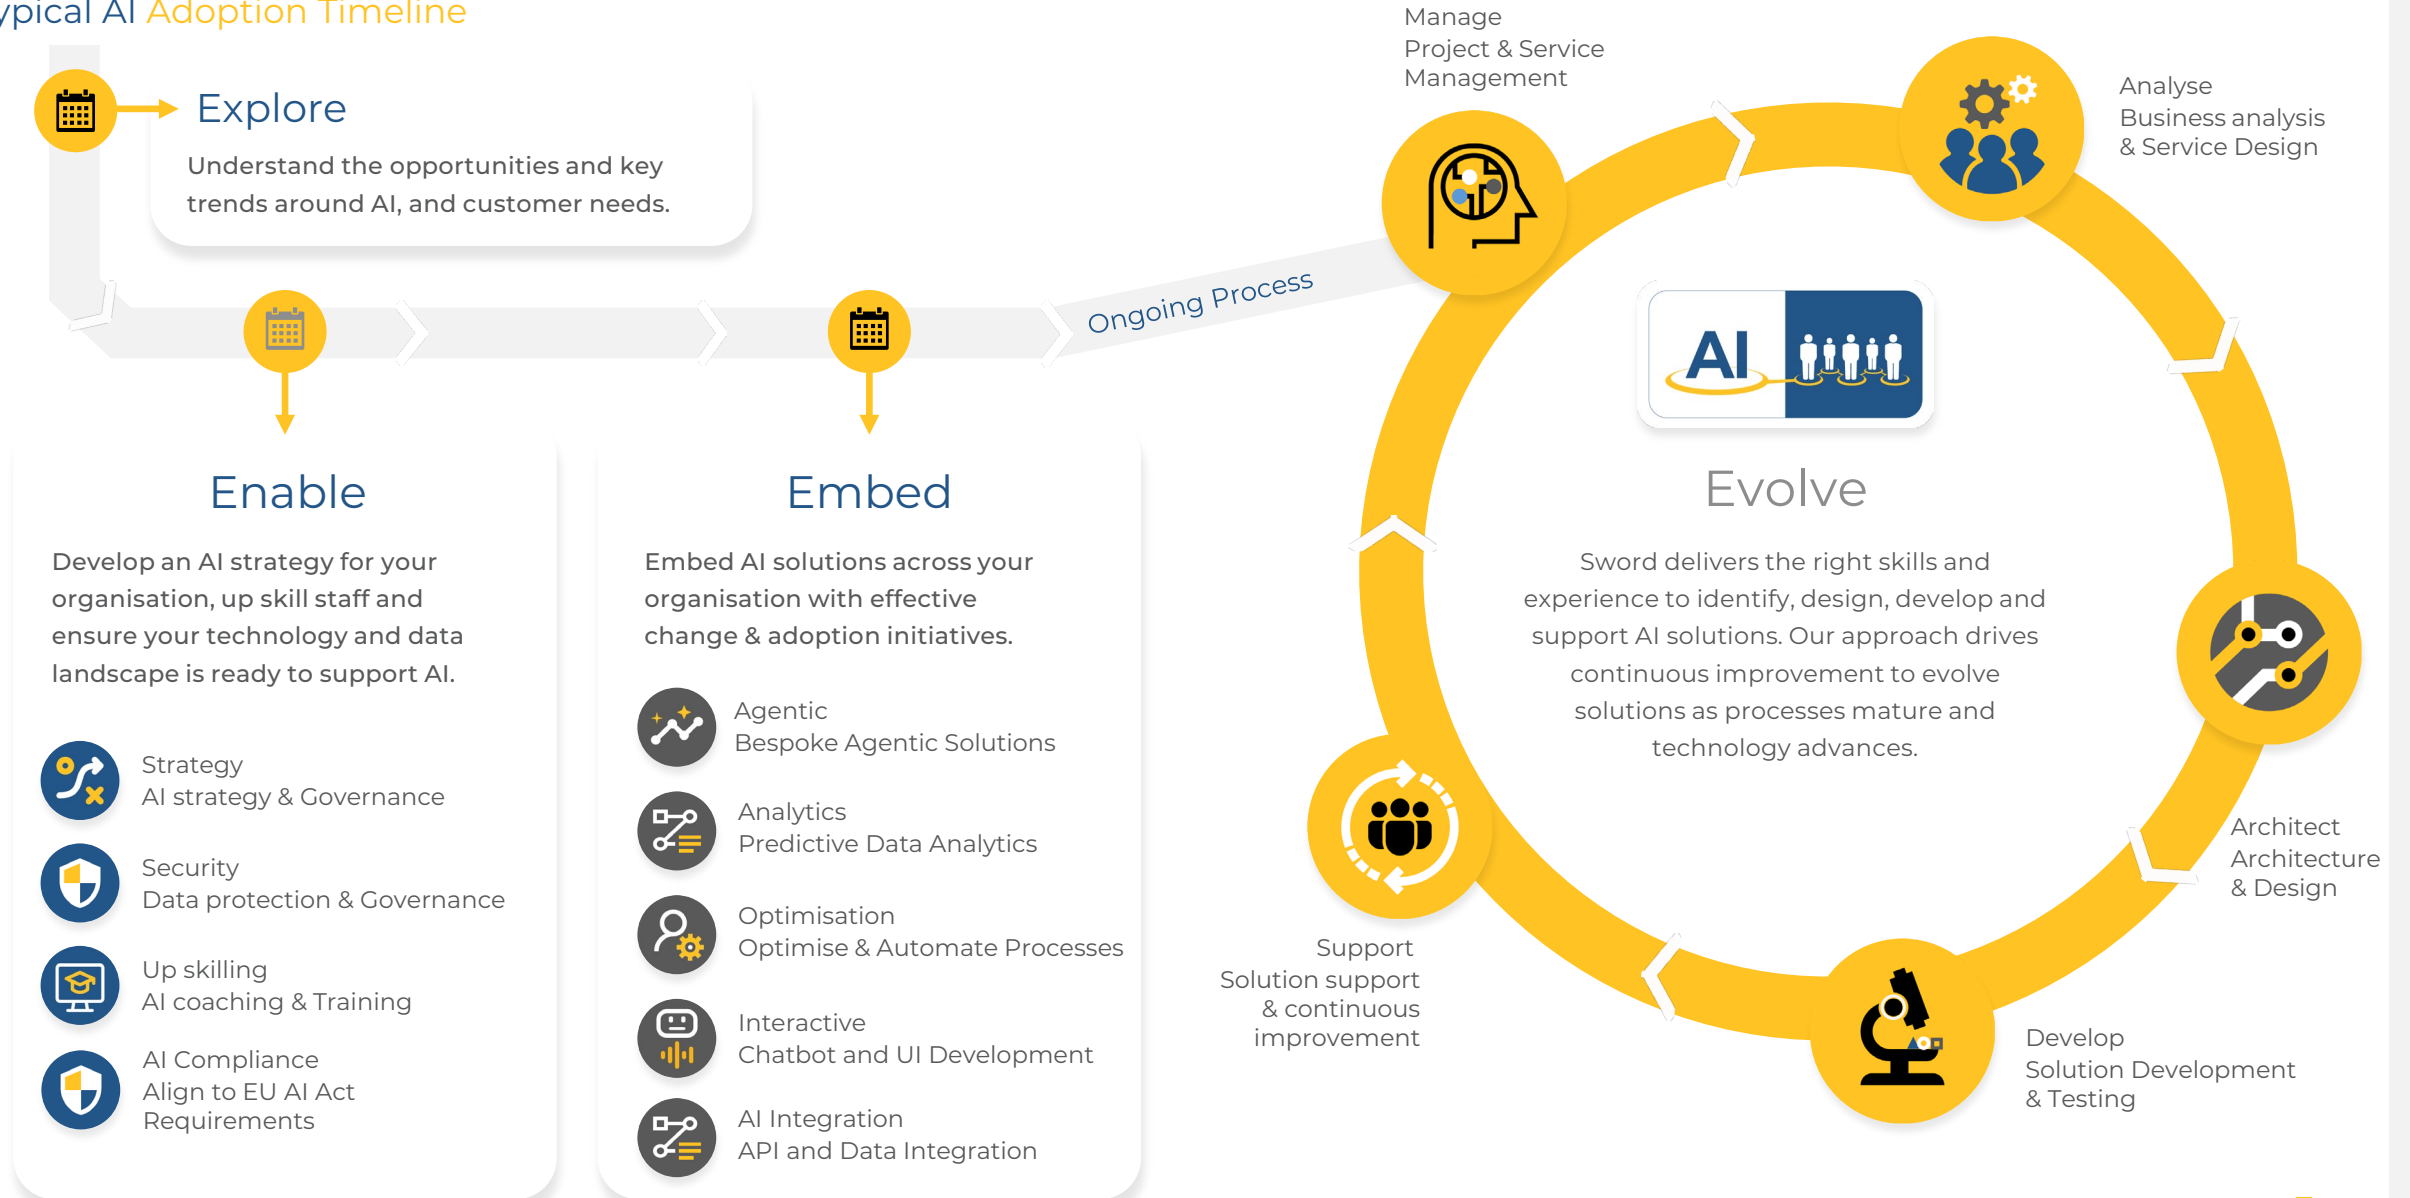 ypical AI Adoption Timeline
Explore
Understand the opportunities and key
trends around AI, and customer needs.
Ongoing Process
Enable
Develop an AI strategy for your
organisation, up skill staff and
ensure your technology and data
landscape is ready to support AI.
Strategy
AI strategy & Governance
Security
Data protection & Governance
Up skilling
AI coaching & Training
AI Compliance
Align to EU AI Act
Requirements
Embed
Embed AI solutions across your
organisation with effective
change & adoption initiatives.
Agentic
Bespoke Agentic Solutions
Analytics
Predictive Data Analytics
Optimisation
Optimise & Automate Processes
Interactive
Chatbot and UI Development
AI Integration
API and Data Integration
Manage
Project & Service
Management
Analyse
Business analysis
& Service Design
AI
Evolve
Sword delivers the right skills and
experience to identify, design, develop and
support AI solutions. Our approach drives
continuous improvement to evolve
solutions as processes mature and
technology advances.
Architect
Architecture
& Design
Develop
Solution Development
& Testing
Support
Solution support
& continuous
improvement